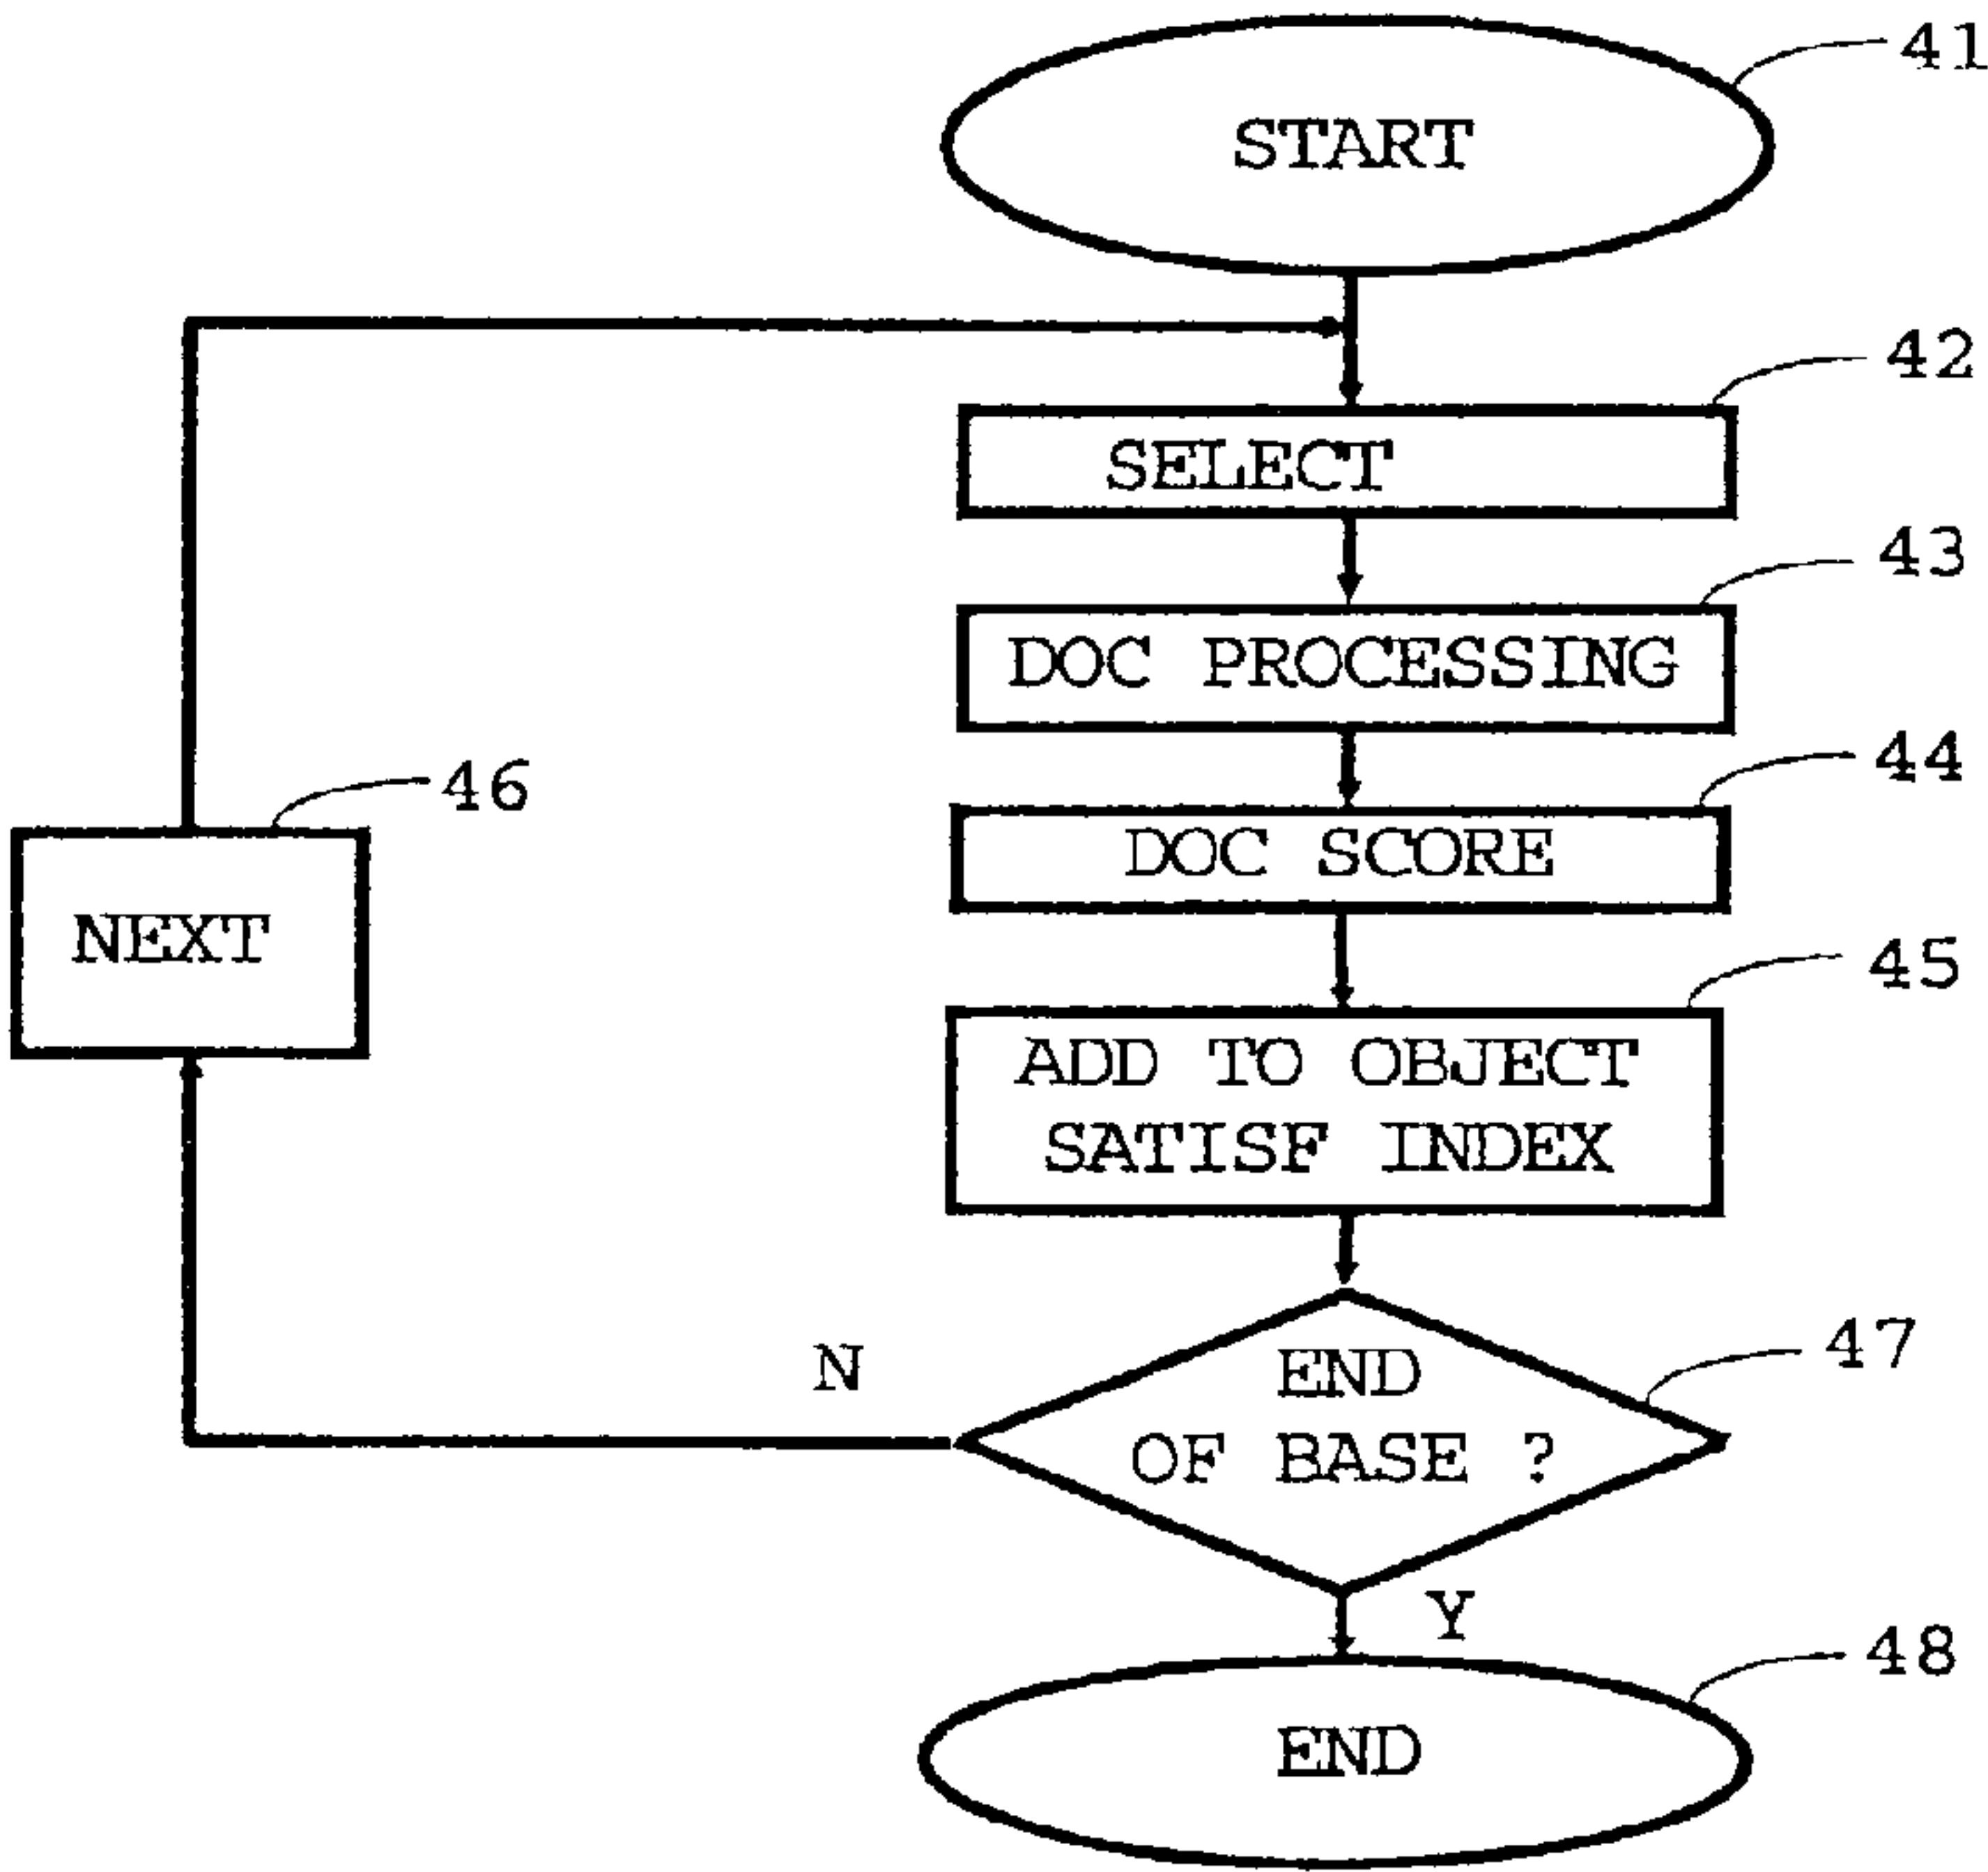 41
START
42
SELECT
43
DOC PROCESSING
44
DOC SCORE
46
NEXT
45
ADD TO OBJECT
SATISF INDEX
47
N
END
OF BASE ?
Y
48
END